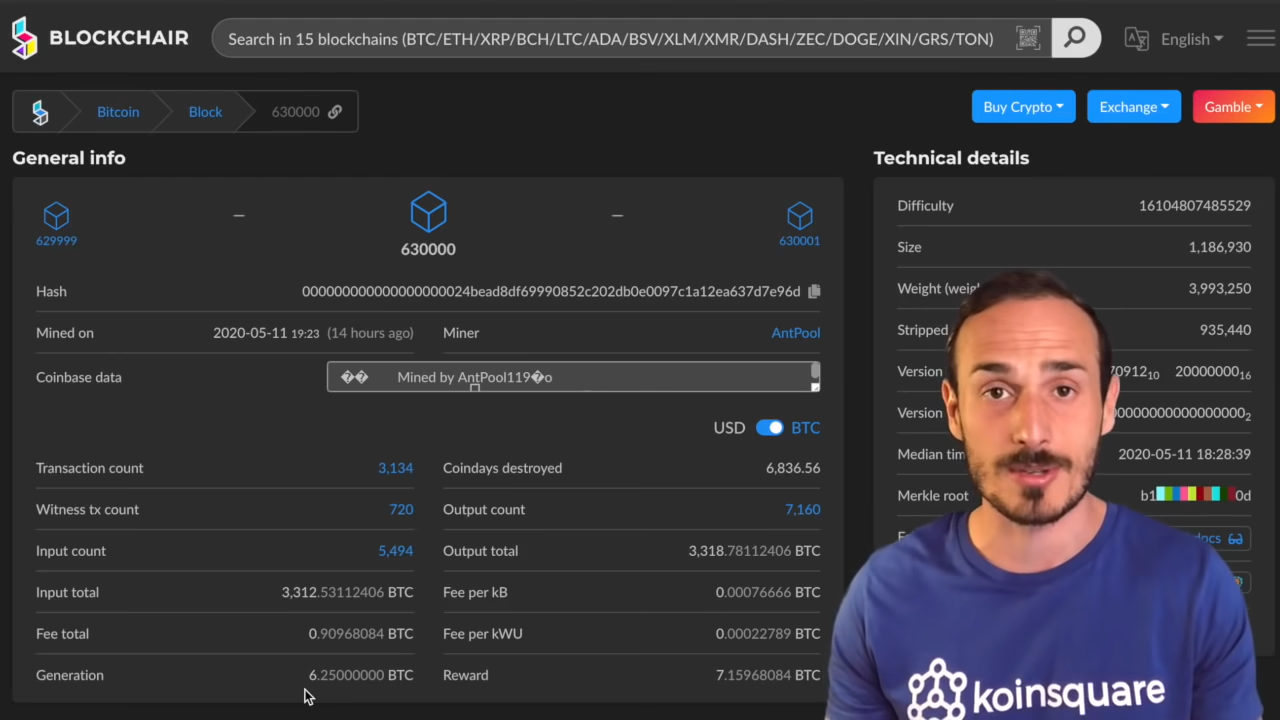 BLOCKCHAIR
Search in 15 blockchains (BTC/ETH/XRP/BCH/LTC/ADA/BSV/XLM/XMR/DASH/ZEC/DOGE/XIN/GRS/TON)
English
Bitcoin
Block
630000
Buy Crypto
Exchange
Gamble
General info
629999
630000
630001
Hash
000000000000000000024bead8df69990852c202db0e0097c1a12ea637d7e96d
Mined on
2020-05-11 19:23 (14 hours ago)
Miner
AntPool
Coinbase data
�� Mined by AntPool119�o
USD
BTC
Transaction count
3,134
Coindays destroyed
6,836.56
Witness tx count
720
Output count
7,160
Input count
5,494
Output total
3,318.78112406 BTC
Input total
3,312.53112406 BTC
Fee per kB
0.00076666 BTC
Fee total
0.90968084 BTC
Fee per kWU
0.00022789 BTC
Generation
6.25000000 BTC
Reward
7.15968084 BTC
Technical details
Difficulty
16104807485529
Size
1,186,930
Weight
3,993,250
Stripped
935,440
Version
70912₁₀ 20000000₁₆
Version
0000000000000000₂
Median
2020-05-11 18:28:39
Merkle root
b1 0d
docs
koinsquare